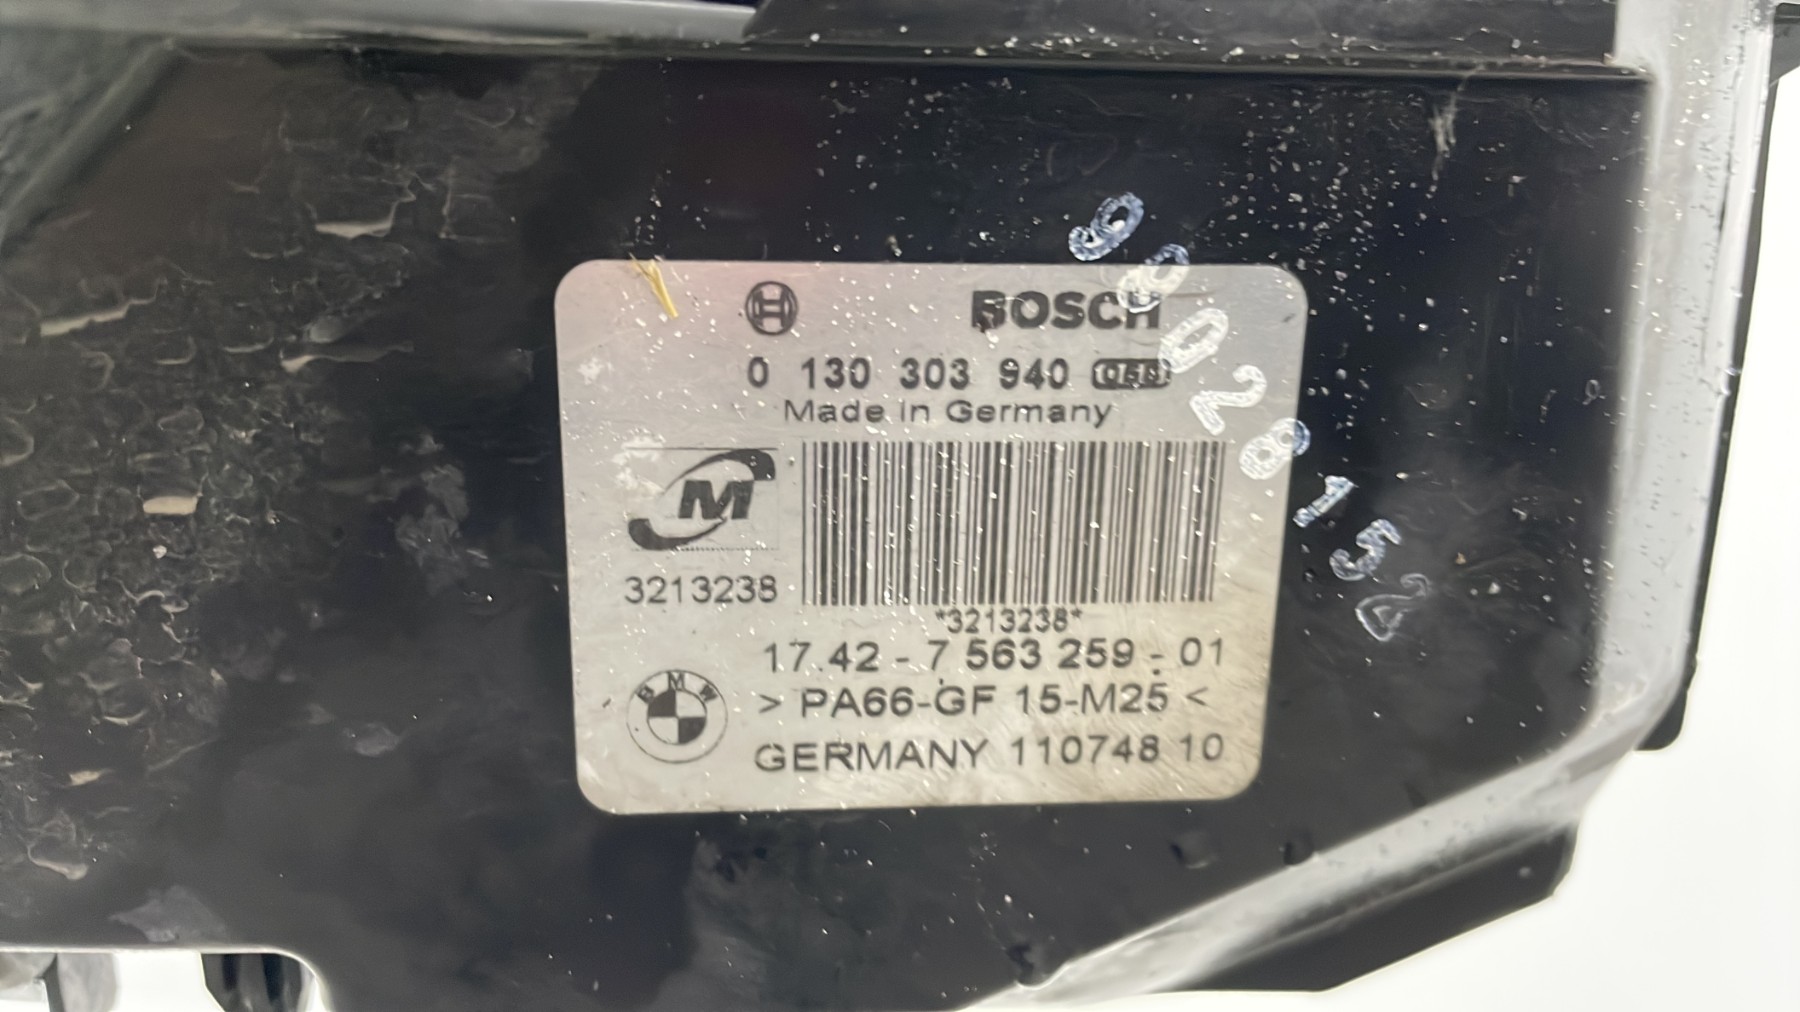 BOSCH
0 130 303 940
Made in Germany
M
3213238
*3213238*
17.42 - 7 563 259 - 01
BMW
> PA66-GF 15-M25 <
GERMANY 110748 10